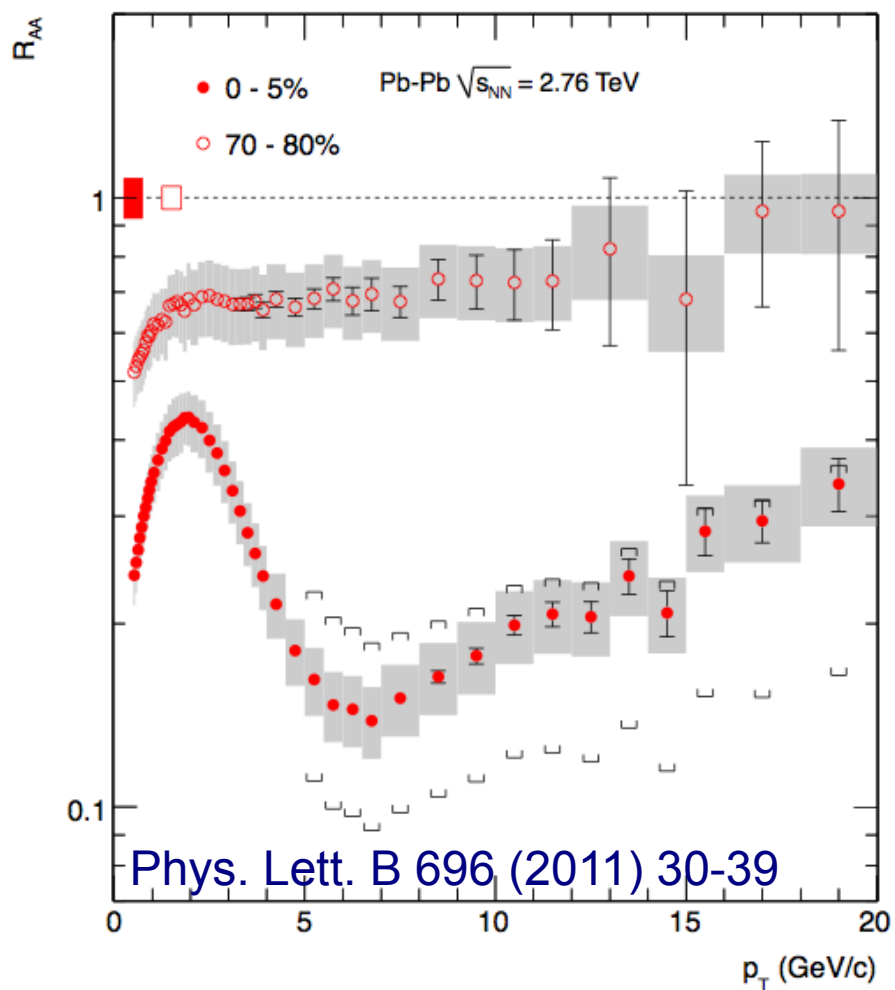 R_AA
0 - 5%
Pb-Pb √s_NN = 2.76 TeV
70 - 80%
1
0.1
Phys. Lett. B 696 (2011) 30-39
0 5 10 15 20
p_T (GeV/c)